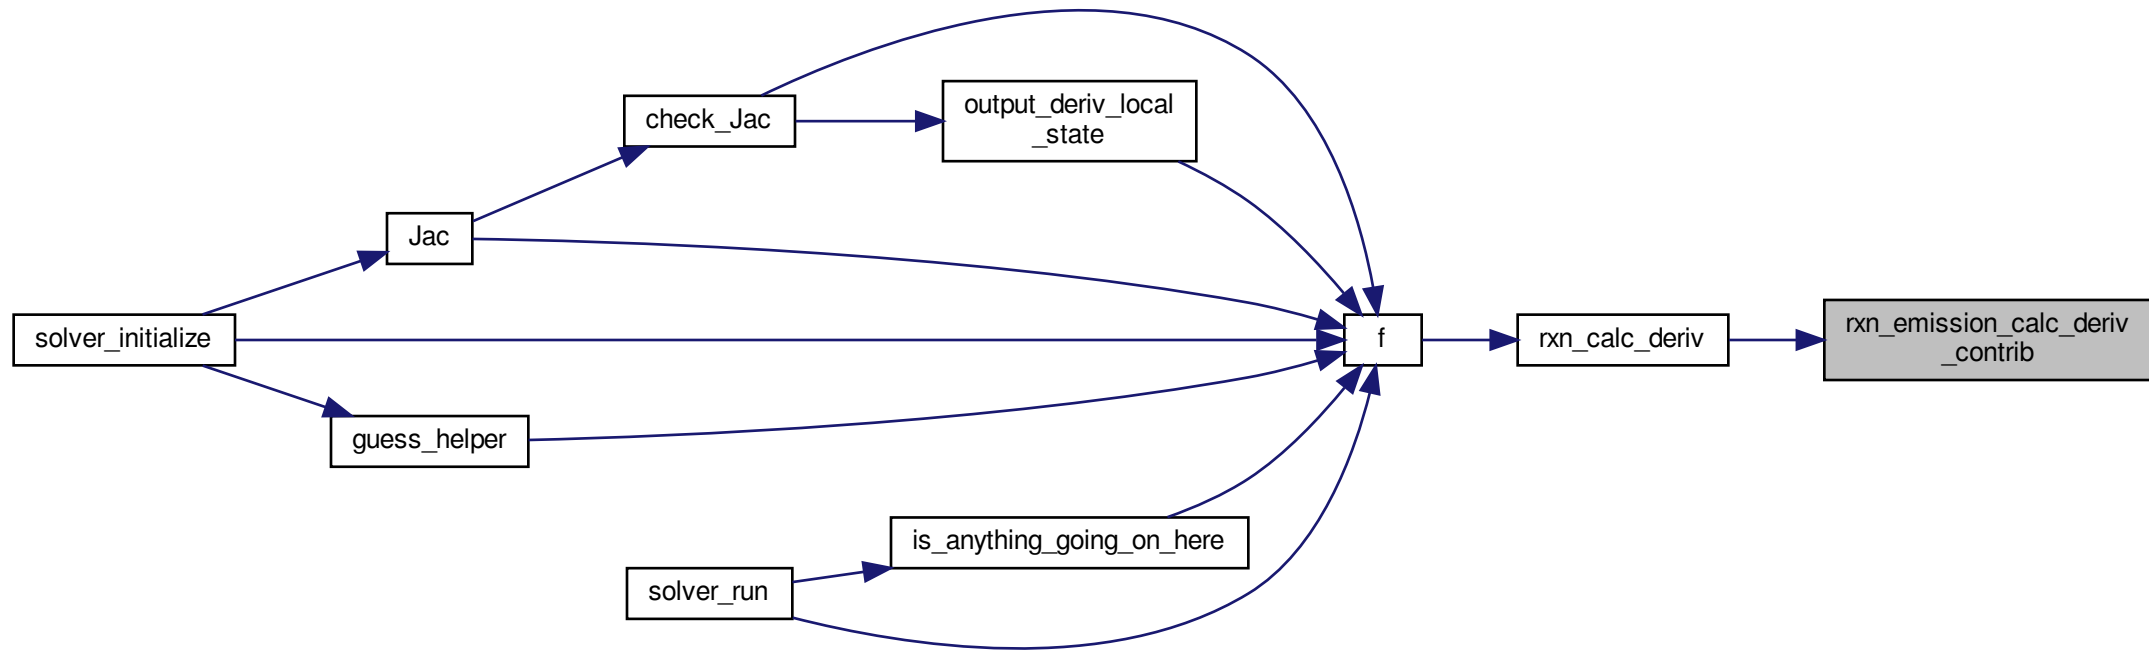 check_Jac
output_deriv_local
_state
Jac
solver_initialize
f
rxn_calc_deriv
rxn_emission_calc_deriv
_contrib
guess_helper
is_anything_going_on_here
solver_run